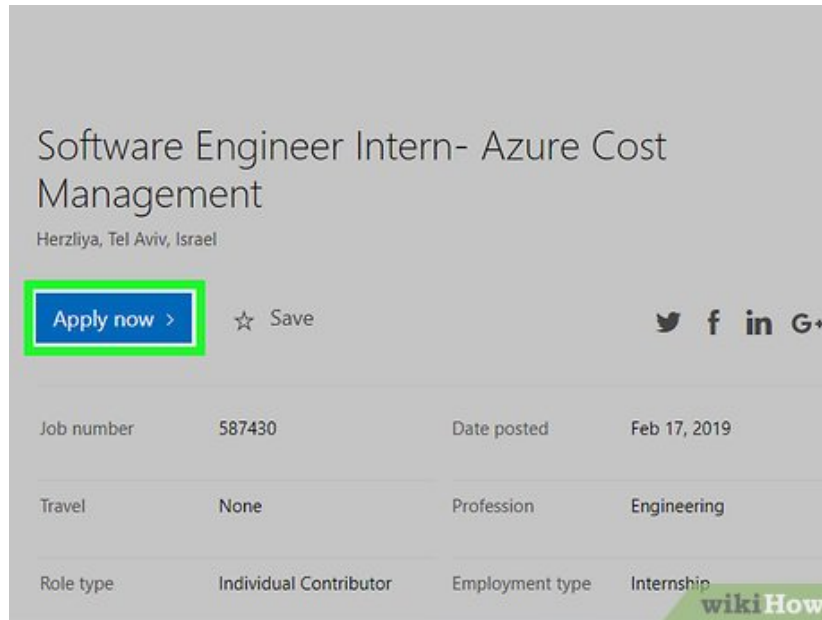 Software Engineer Intern- Azure Cost
Management
Herzliya, Tel Aviv, Israel
Apply now >
Save
f in G+
Job number 587430 Date posted Feb 17, 2019
Travel None Profession Engineering
Role type Individual Contributor Employment type Internship
wikiHow